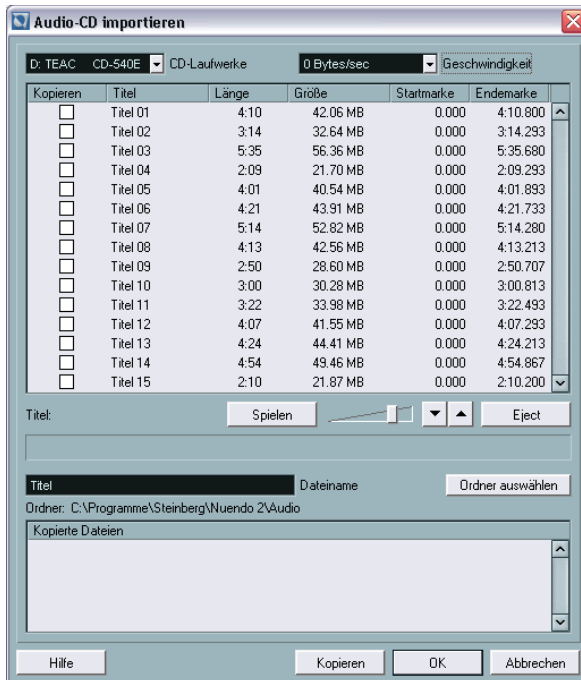 Audio-CD importieren
D: TEAC CD-540E CD-Laufwerke 0 Bytes/sec Geschwindigkeit
Kopieren Titel Länge Größe Startmarke Endemarke
Titel 01 4:10 42.06 MB 0.000 4:10.800
Titel 02 3:14 32.64 MB 0.000 3:14.293
Titel 03 5:35 56.36 MB 0.000 5:35.680
Titel 04 2:09 21.70 MB 0.000 2:09.293
Titel 05 4:01 40.54 MB 0.000 4:01.893
Titel 06 4:21 43.91 MB 0.000 4:21.733
Titel 07 5:14 52.82 MB 0.000 5:14.280
Titel 08 4:13 42.56 MB 0.000 4:13.213
Titel 09 2:50 28.60 MB 0.000 2:50.707
Titel 10 3:00 30.28 MB 0.000 3:00.813
Titel 11 3:22 33.98 MB 0.000 3:22.493
Titel 12 4:07 41.55 MB 0.000 4:07.293
Titel 13 4:24 44.41 MB 0.000 4:24.213
Titel 14 4:54 49.46 MB 0.000 4:54.867
Titel 15 2:10 21.87 MB 0.000 2:10.200
Titel: Spielen Eject
Titel Dateiname Ordner auswählen
Ordner: C:\Programme\Steinberg\Nuendo 2\Audio
Kopierte Dateien
Hilfe Kopieren OK Abbrechen